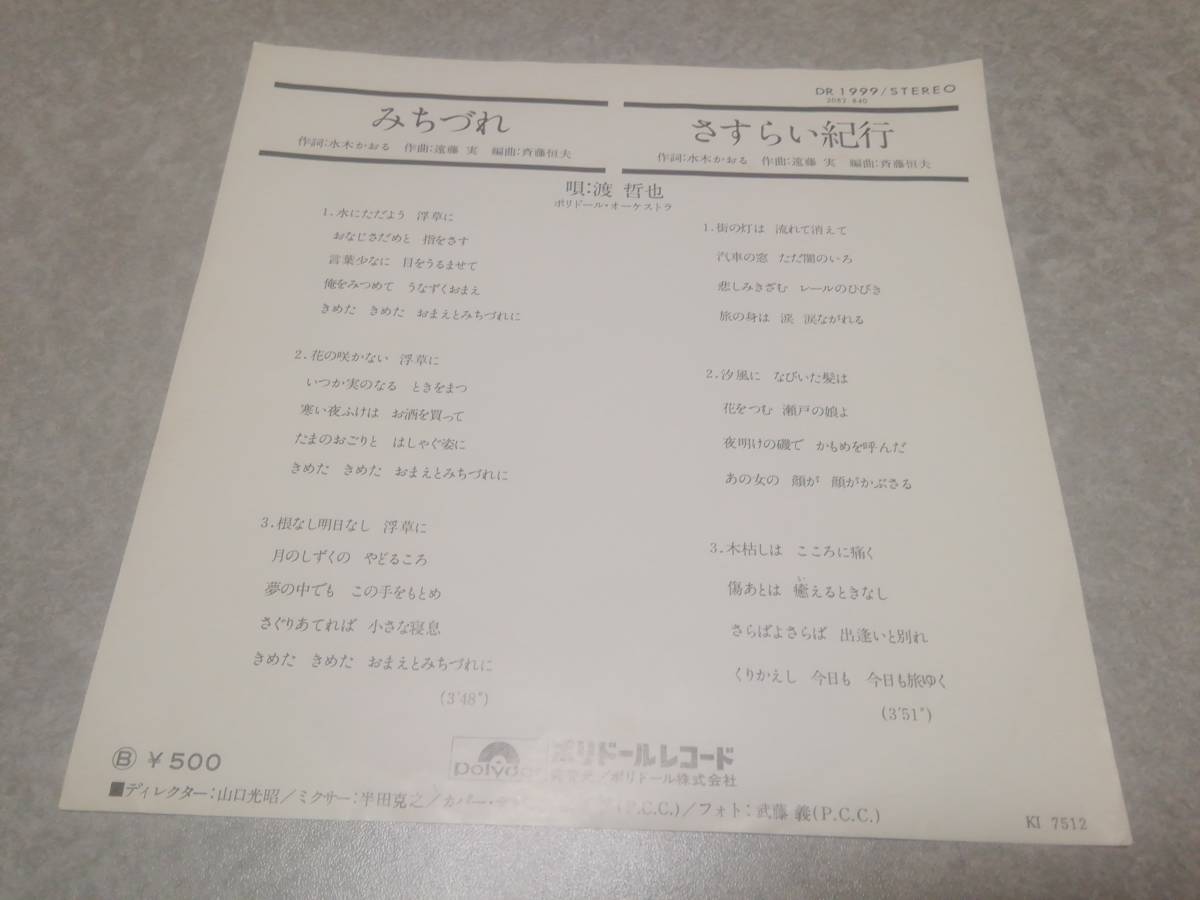 DR 1999/STEREO
2052 640
みちづれ
作詞:水木かおる 作曲:遠藤 実 編曲:斉藤恒夫
さすらい紀行
作詞:水木かおる 作曲:遠藤 実 編曲:斉藤恒夫
唄:渡 哲也
ポリドール・オーケストラ
1.水にただよう 浮草に
おなじさだめと 指をさす
言葉少なに 目をうるませて
俺をみつめて うなずくおまえ
きめた きめた おまえとみちづれに
2.花の咲かない 浮草に
いつか実のなる ときをまつ
寒い夜ふけは お酒を買って
たまのおごりと はしゃぐ姿に
きめた きめた おまえとみちづれに
3.根なし明日なし 浮草に
月のしずくの やどるころ
夢の中でも この手をもとめ
さぐりあてれば 小さな寝息
きめた きめた おまえとみちづれに
(3'48")
1.街の灯は 流れて消えて
汽車の窓 ただ闇のいろ
悲しみきざむ レールのひびき
旅の身は 涙 涙ながれる
2.汐風に なびいた髪は
花をつむ 瀬戸の娘よ
夜明けの磯で かもめを呼んだ
あの女の 顔が 顔がかぶさる
3.木枯しは こころに痛く
傷あとは 癒えるときなし
い
さらばよさらば 出逢いと別れ
くりかえし 今日も 今日も旅ゆく
(3'51")
Ⓑ ¥500
polydor
ポリドールレコード
発売元/ポリドール株式会社
■ディレクター:山口光昭/ミクサー:半田克之/カバー・デ (P.C.C.)/フォト:武藤 義(P.C.C.)
KI 7512